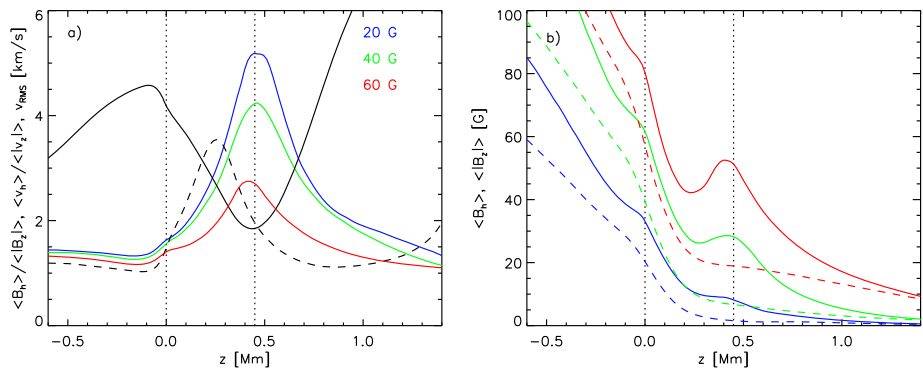 a)
20 G
40 G
60 G
<B_h>/<|B_z|>, <v_h>/<|v_z|>, v_RMS [km/s]
6
4
2
0
-0.5 0.0 0.5 1.0
z [Mm]
b)
<B_h>, <|B_z|> [G]
100
80
60
40
20
0
-0.5 0.0 0.5 1.0
z [Mm]